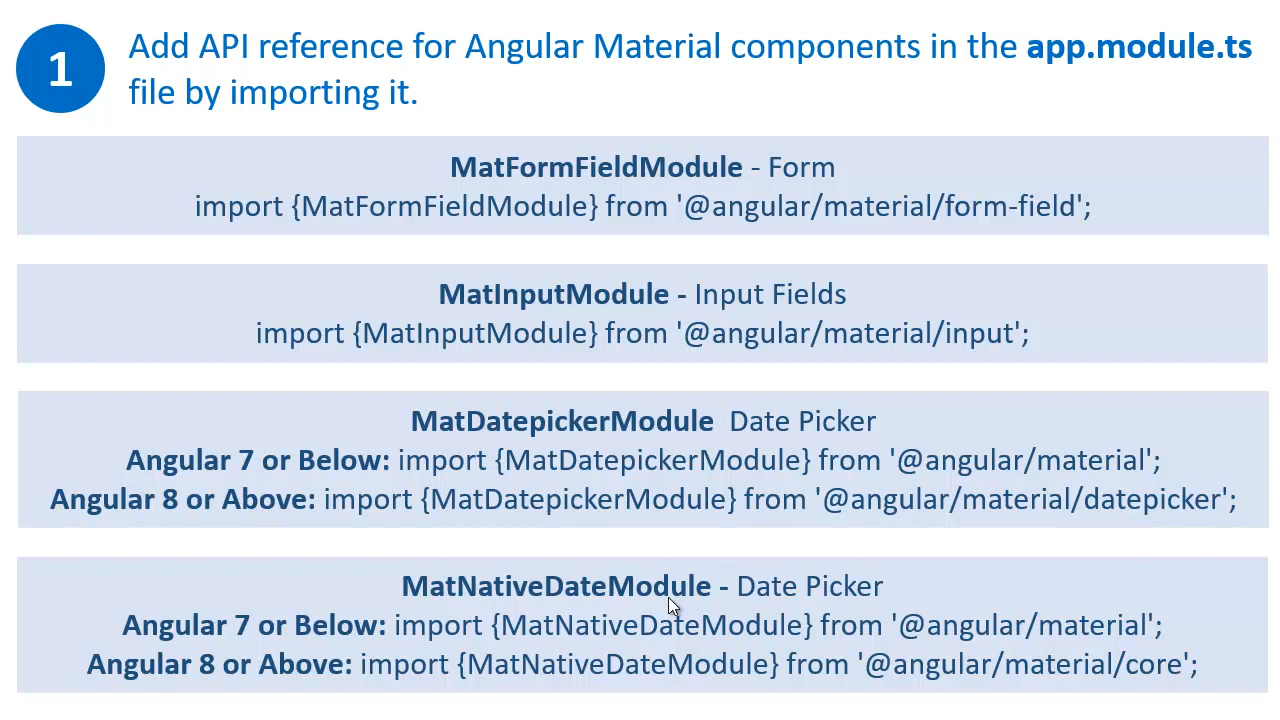 1
Add API reference for Angular Material components in the app.module.ts
file by importing it.
MatFormFieldModule - Form
import {MatFormFieldModule} from '@angular/material/form-field';
MatInputModule - Input Fields
import {MatInputModule} from '@angular/material/input';
MatDatepickerModule  Date Picker
Angular 7 or Below: import {MatDatepickerModule} from '@angular/material';
Angular 8 or Above: import {MatDatepickerModule} from '@angular/material/datepicker';
MatNativeDateModule - Date Picker
Angular 7 or Below: import {MatNativeDateModule} from '@angular/material';
Angular 8 or Above: import {MatNativeDateModule} from '@angular/material/core';